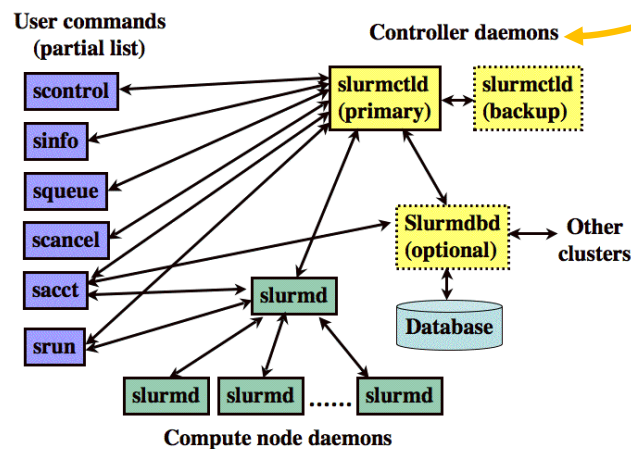 User commands
(partial list)
Controller daemons
scontrol
slurmctld
(primary)
slurmctld
(backup)
sinfo
squeue
scancel
Slurmdbd
(optional)
Other
clusters
sacct
slurmd
srun
Database
slurmd
slurmd
......
slurmd
Compute node daemons